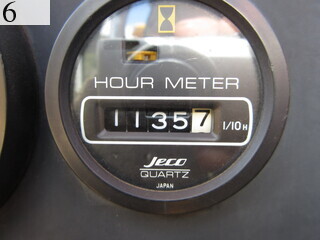 6
HOUR METER
11357 1/10H
Jeco
QUARTZ
JAPAN